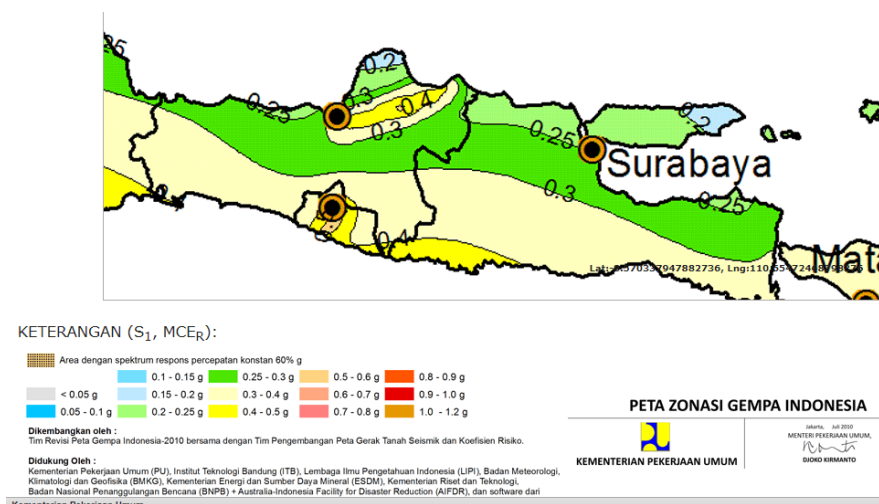 0.25
0.2
0.25
0.3
0.4
0.3
0.25
0.2
Surabaya
0.3
0.25
0.4
Mata
KETERANGAN (S1, MCER):
Area dengan spektrum respons percepatan konstan 60% g
0.1 - 0.15 g 0.25 - 0.3 g 0.5 - 0.6 g 0.8 - 0.9 g
< 0.05 g 0.15 - 0.2 g 0.3 - 0.4 g 0.6 - 0.7 g 0.9 - 1.0 g
0.05 - 0.1 g 0.2 - 0.25 g 0.4 - 0.5 g 0.7 - 0.8 g 1.0 - 1.2 g
Dikembangkan oleh :
Tim Revisi Peta Gempa Indonesia-2010 bersama dengan Tim Pengembangan Peta Gerak Tanah Seismik dan Koefisien Risiko.
Didukung Oleh :
Kementerian Pekerjaan Umum (PU), Institut Teknologi Bandung (ITB), Lembaga Ilmu Pengetahuan Indonesia (LIPI), Badan Meteorologi,
Klimatologi dan Geofisika (BMKG), Kementerian Energi dan Sumber Daya Mineral (ESDM), Kementerian Riset dan Teknologi,
Badan Nasional Penanggulangan Bencana (BNPB) + Australia-Indonesia Facility for Disaster Reduction (AIFDR), dan software dari
PETA ZONASI GEMPA INDONESIA
KEMENTERIAN PEKERJAAN UMUM
Jakarta, Juli 2010
MENTERI PEKERJAAN UMUM,
DJOKO KIRMANTO
Kementerian Pekerjaan Umum